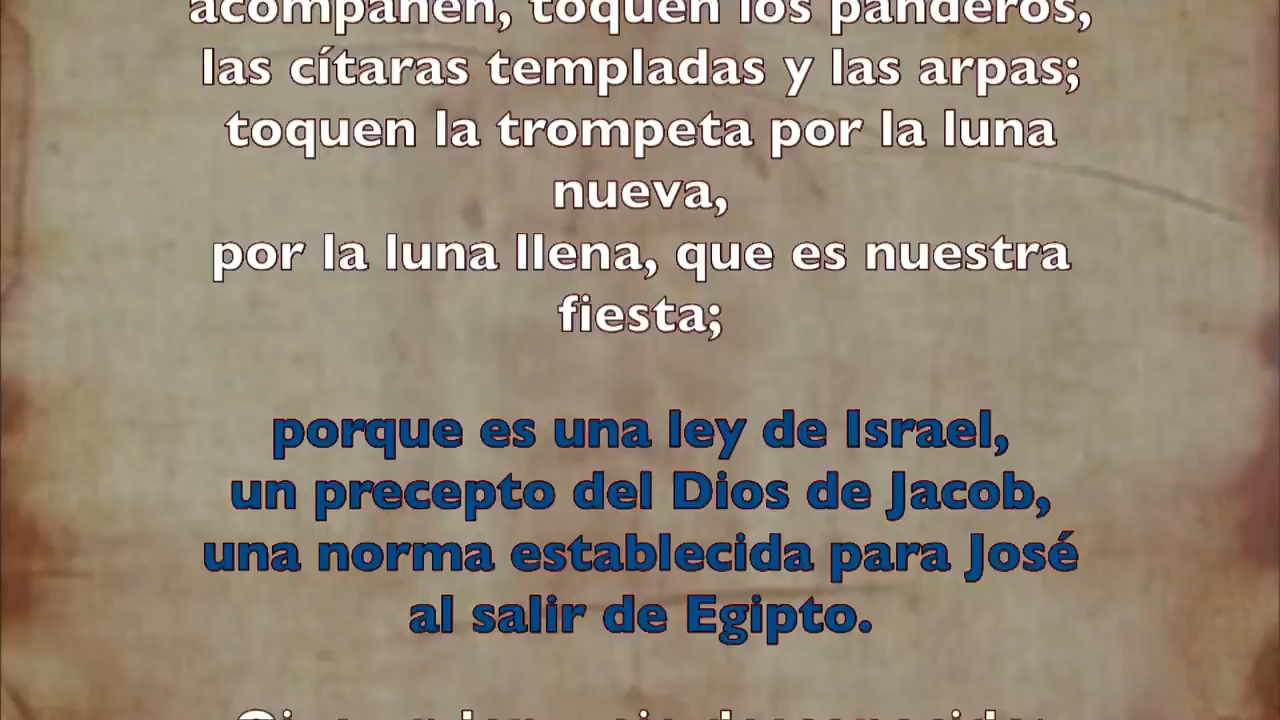 acompañen, toquen los panderos,
las cítaras templadas y las arpas;
toquen la trompeta por la luna
nueva,
por la luna llena, que es nuestra
fiesta;
porque es una ley de Israel,
un precepto del Dios de Jacob,
una norma establecida para José
al salir de Egipto.